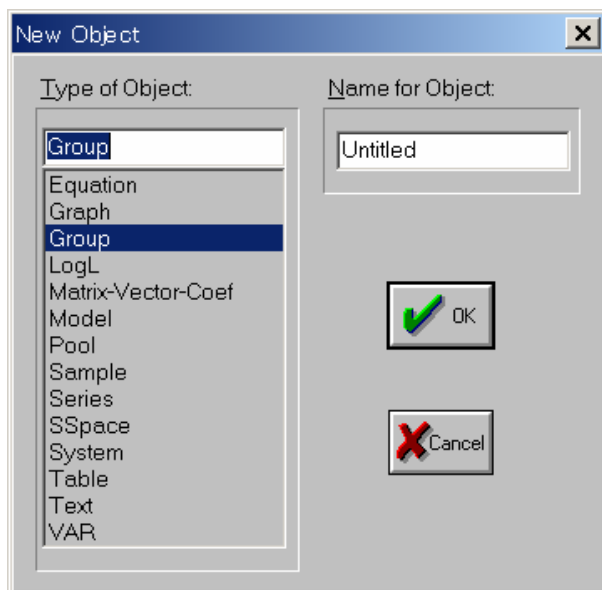 New Object
Type of Object:
Name for Object:
Group
Untitled
Equation
Graph
Group
LogL
Matrix-Vector-Coef
Model
Pool
Sample
Series
SSpace
System
Table
Text
VAR
OK
Cancel